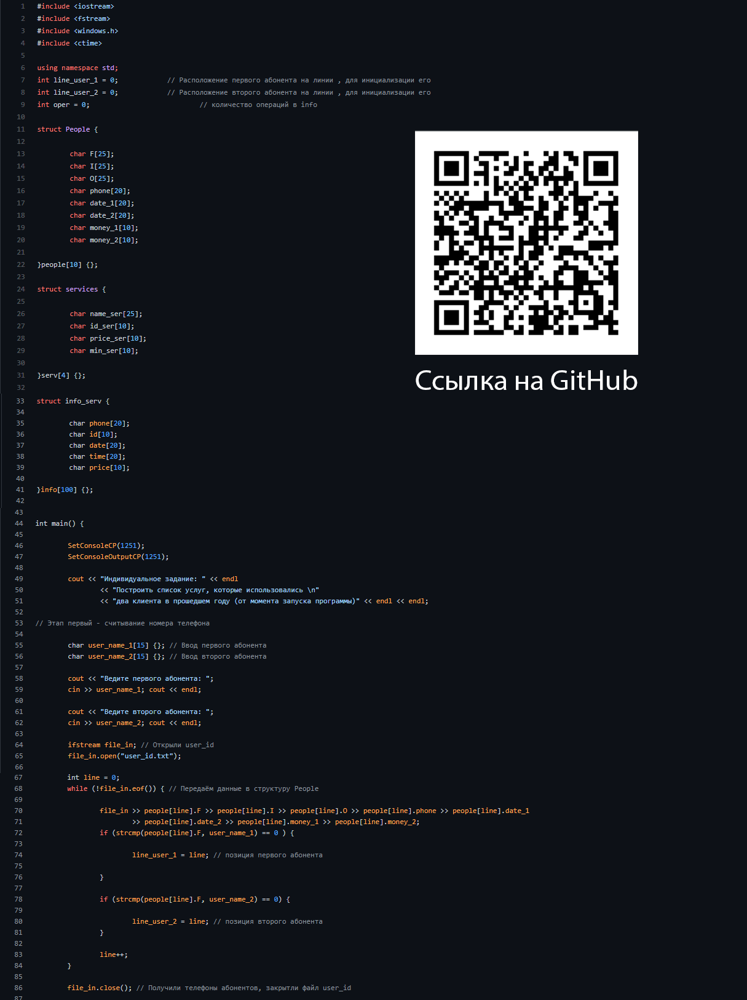 1 #include <iostream>
2 #include <fstream>
3 #include <windows.h>
4 #include <ctime>
5
6 using namespace std;
7 int line_user_1 = 0; // Расположение первого абонента на линии , для инициализации его
8 int line_user_2 = 0; // Расположение второго абонента на линии , для инициализации его
9 int oper = 0; // количество операций в info
10
11 struct People {
12
13 char F[25];
14 char I[25];
15 char O[25];
16 char phone[20];
17 char date_1[20];
18 char date_2[20];
19 char money_1[10];
20 char money_2[10];
21
22 }people[10] {};
23
24 struct services {
25
26 char name_ser[25];
27 char id_ser[10];
28 char price_ser[10];
29 char min_ser[10];
30
31 }serv[4] {};
Ссылка на GitHub
32
33 struct info_serv {
34
35 char phone[20];
36 char id[10];
37 char date[20];
38 char time[20];
39 char price[10];
40
41 }info[100] {};
42
43
44 int main() {
45
46 SetConsoleCP(1251);
47 SetConsoleOutputCP(1251);
48
49 cout << "Индивидуальное задание: " << endl
50 << "Построить список услуг, которые использовались \n"
51 << "два клиента в прошедшем году (от момента запуска программы)" << endl << endl;
52
53 // Этап первый - считывание номера телефона
54
55 char user_name_1[15] {}; // Ввод первого абонента
56 char user_name_2[15] {}; // Ввод второго абонента
57
58 cout << "Ведите первого абонента: ";
59 cin >> user_name_1; cout << endl;
60
61 cout << "Ведите второго абонента: ";
62 cin >> user_name_2; cout << endl;
63
64 ifstream file_in; // Открыли user_id
65 file_in.open("user_id.txt");
66
67 int line = 0;
68 while (!file_in.eof()) { // Передаём данные в структуру People
69
70 file_in >> people[line].F >> people[line].I >> people[line].O >> people[line].phone >> people[line].date_1
71 >> people[line].date_2 >> people[line].money_1 >> people[line].money_2;
72 if (strcmp(people[line].F, user_name_1) == 0 ) {
73
74 line_user_1 = line; // позиция первого абонента
75
76 }
77
78 if (strcmp(people[line].F, user_name_2) == 0) {
79
80 line_user_2 = line; // позиция второго абонента
81 }
82
83 line++;
84 }
85
86 file_in.close(); // Получили телефоны абонентов, закртли файл user_id
87